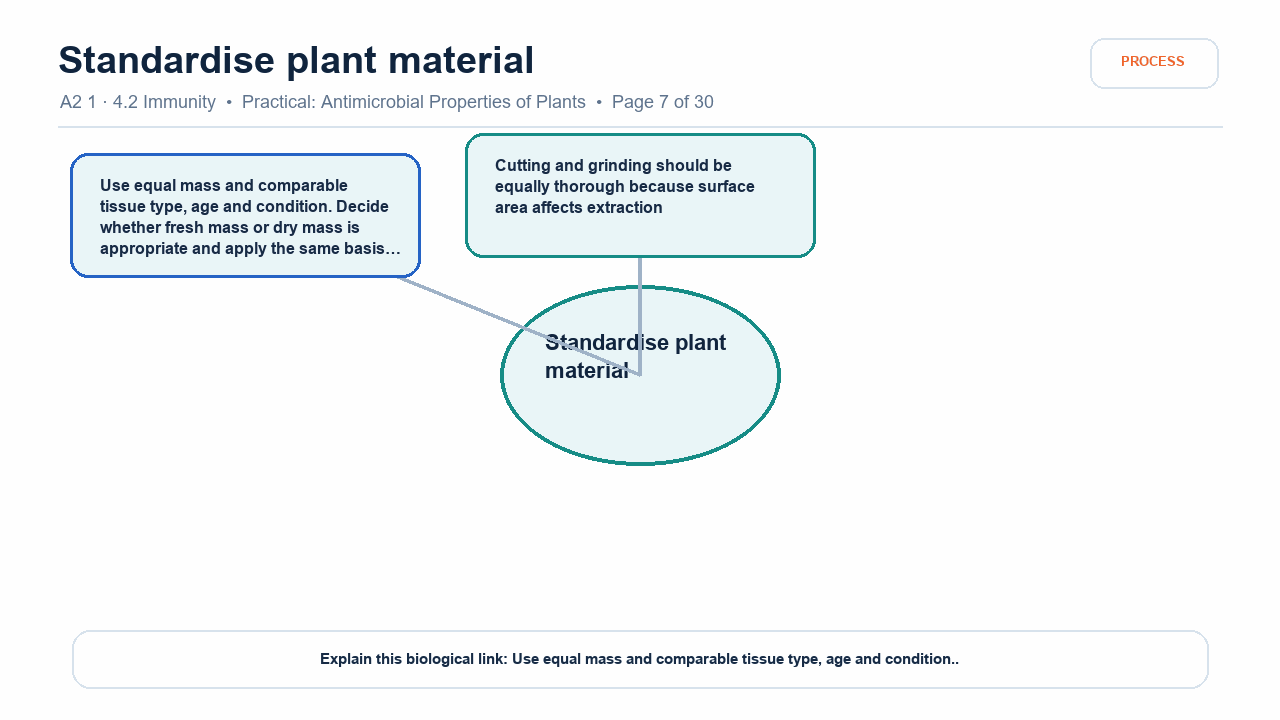 Standardise plant material
PROCESS
A2 1 · 4.2 Immunity • Practical: Antimicrobial Properties of Plants • Page 7 of 30
Use equal mass and comparable
tissue type, age and condition. Decide
whether fresh mass or dry mass is
appropriate and apply the same basis…
Cutting and grinding should be
equally thorough because surface
area affects extraction
Standardise plant
material
Explain this biological link: Use equal mass and comparable tissue type, age and condition..